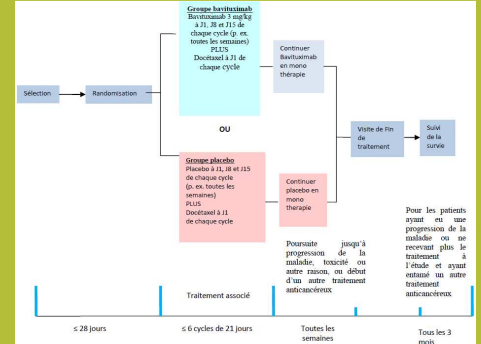 Groupe bavituximab
Bavituximab 3 mg/kg
à J1, J8 et J15 de
chaque cycle (p. ex.
toutes les semaines)
PLUS
Docétaxel à J1 de
chaque cycle
Continuer
Bavituximab
en mono
thérapie
Sélection
Randomisation
OU
Visite de Fin
de
traitement
Suivi
de la
survie
Groupe placebo
Placebo à J1, J8 et J15
de chaque cycle
(p. ex. toutes les
semaines)
PLUS
Docétaxel à J1
de chaque cycle
Continuer
placebo en
mono
therapie
Poursuite jusqu'à
progression de la
maladie, toxicité ou
autre raison, ou début
d'un autre traitement
anticancéreux
Pour les patients
ayant eu une
progression de la
maladie ou ne
recevant plus le
traitement à
l'étude et ayant
entamé un autre
traitement
anticancéreux
Traitement associé
≤ 28 jours
≤ 6 cycles de 21 jours
Toutes les
semaines
Tous les 3
mois